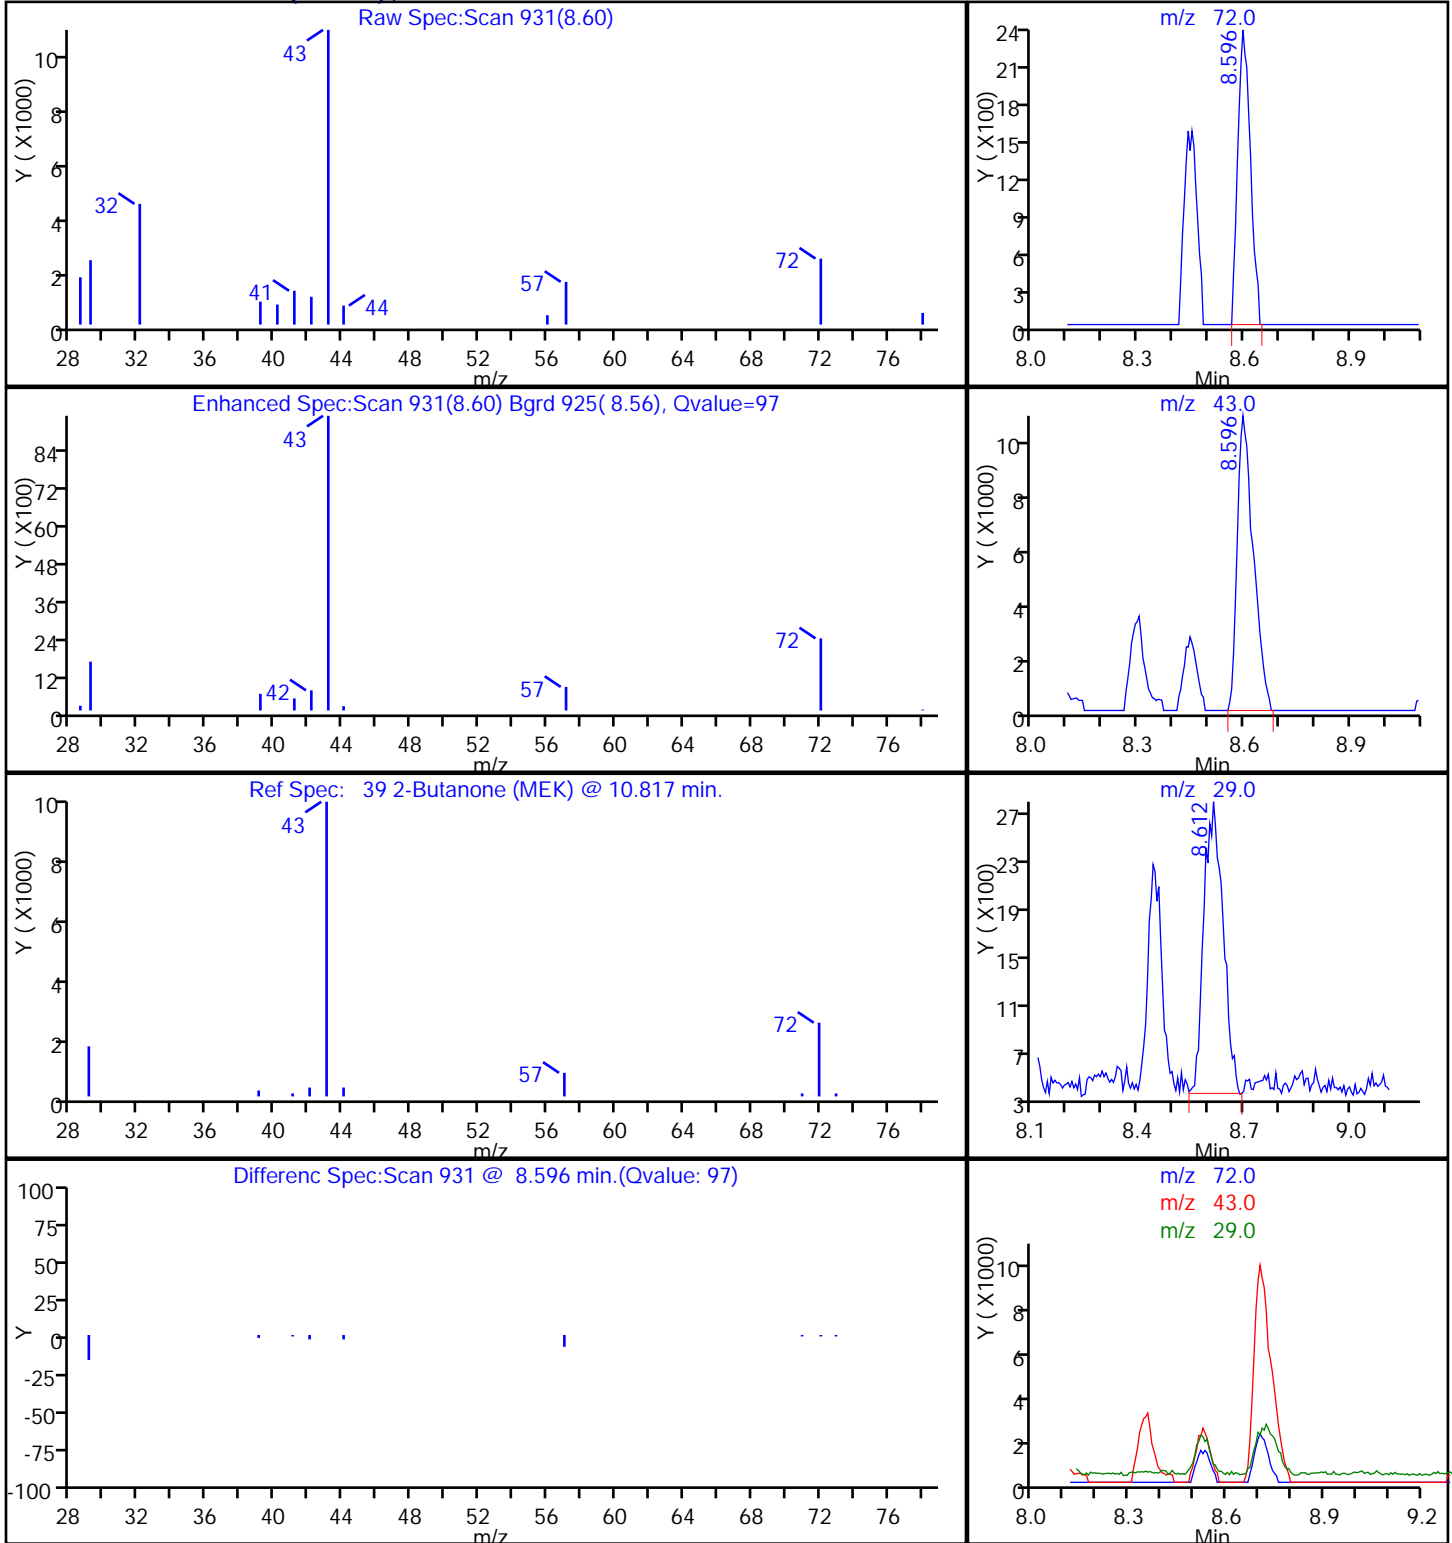 Raw Spec:Scan 931(8.60)
Y ( X1000)
10
8
6
4
2
0
43
32
41
44
57
72
28 32 36 40 44 48 52 56 60 64 68 72 76
m/z
m/z 72.0
Y ( X100)
24
21
18
15
12
9
6
3
0
8.596
8.0 8.3 8.6 8.9
Min
Enhanced Spec:Scan 931(8.60) Bgrd 925( 8.56), Qvalue=97
Y ( X100)
84
72
60
48
36
24
12
0
43
42
57
72
28 32 36 40 44 48 52 56 60 64 68 72 76
m/z
m/z 43.0
Y ( X1000)
10
8
6
4
2
0
8.596
8.0 8.3 8.6 8.9
Min
Ref Spec: 39 2-Butanone (MEK) @ 10.817 min.
Y ( X1000)
10
8
6
4
2
0
43
57
72
28 32 36 40 44 48 52 56 60 64 68 72 76
m/z
m/z 29.0
Y ( X100)
27
23
19
15
11
7
3
8.612
8.1 8.4 8.7 9.0
Min
Differenc Spec:Scan 931 @ 8.596 min.(Qvalue: 97)
Y
100
75
50
25
0
-25
-50
-75
-100
28 32 36 40 44 48 52 56 60 64 68 72 76
m/z
m/z 72.0
m/z 43.0
m/z 29.0
Y ( X1000)
10
8
6
4
2
0
8.0 8.3 8.6 8.9 9.2
Min